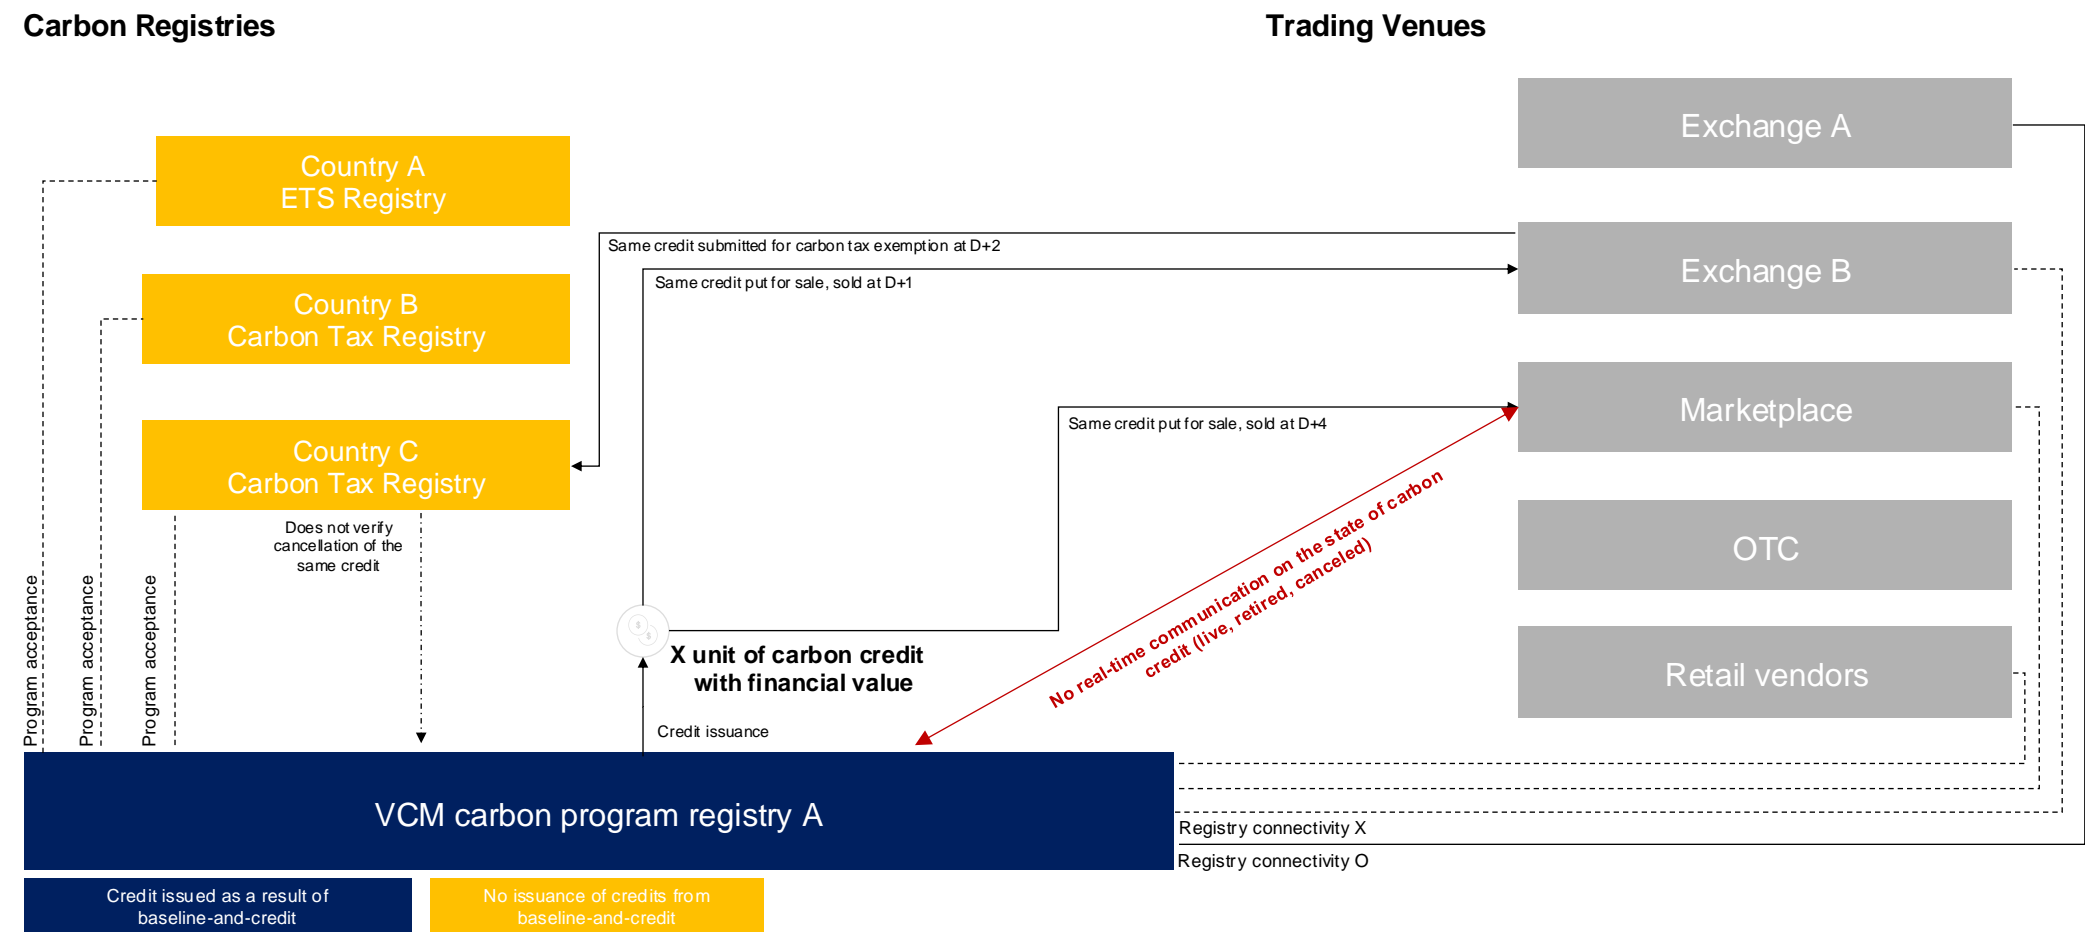 Carbon Registries
Trading Venues
Exchange A
Country A
ETS Registry
Same credit submitted for carbon tax exemption at D+2
Exchange B
Same credit put for sale, sold at D+1
Country B
Carbon Tax Registry
Marketplace
Same credit put for sale, sold at D+4
Country C
Carbon Tax Registry
Does not verify
cancellation of the
same credit
No real-time communication on the state of carbon
credit (live, retired, canceled)
OTC
Program acceptance
Program acceptance
Program acceptance
$
$
X unit of carbon credit
with financial value
Retail vendors
Credit issuance
VCM carbon program registry A
Registry connectivity X
Registry connectivity O
Credit issued as a result of
baseline-and-credit
No issuance of credits from
baseline-and-credit